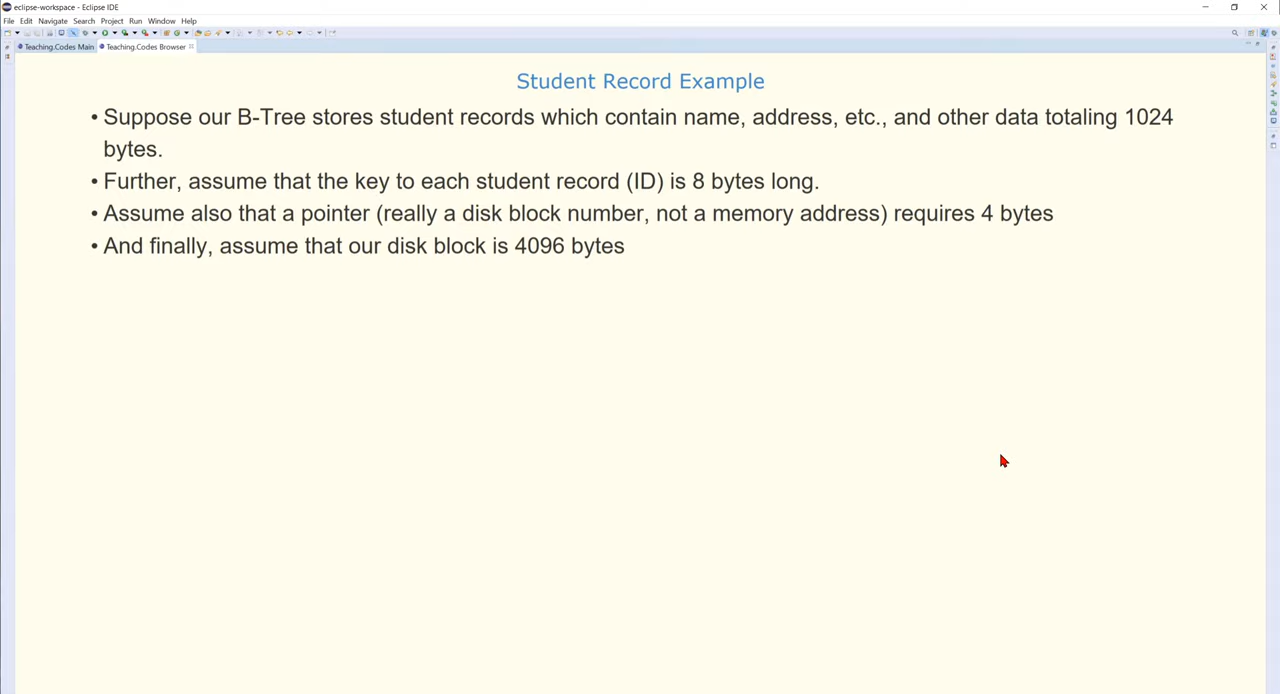 eclipse-workspace - Eclipse IDE
File Edit Navigate Search Project Run Window Help
Teaching.Codes Main Teaching.Codes Browser
Student Record Example
• Suppose our B-Tree stores student records which contain name, address, etc., and other data totaling 1024
bytes.
• Further, assume that the key to each student record (ID) is 8 bytes long.
• Assume also that a pointer (really a disk block number, not a memory address) requires 4 bytes
• And finally, assume that our disk block is 4096 bytes